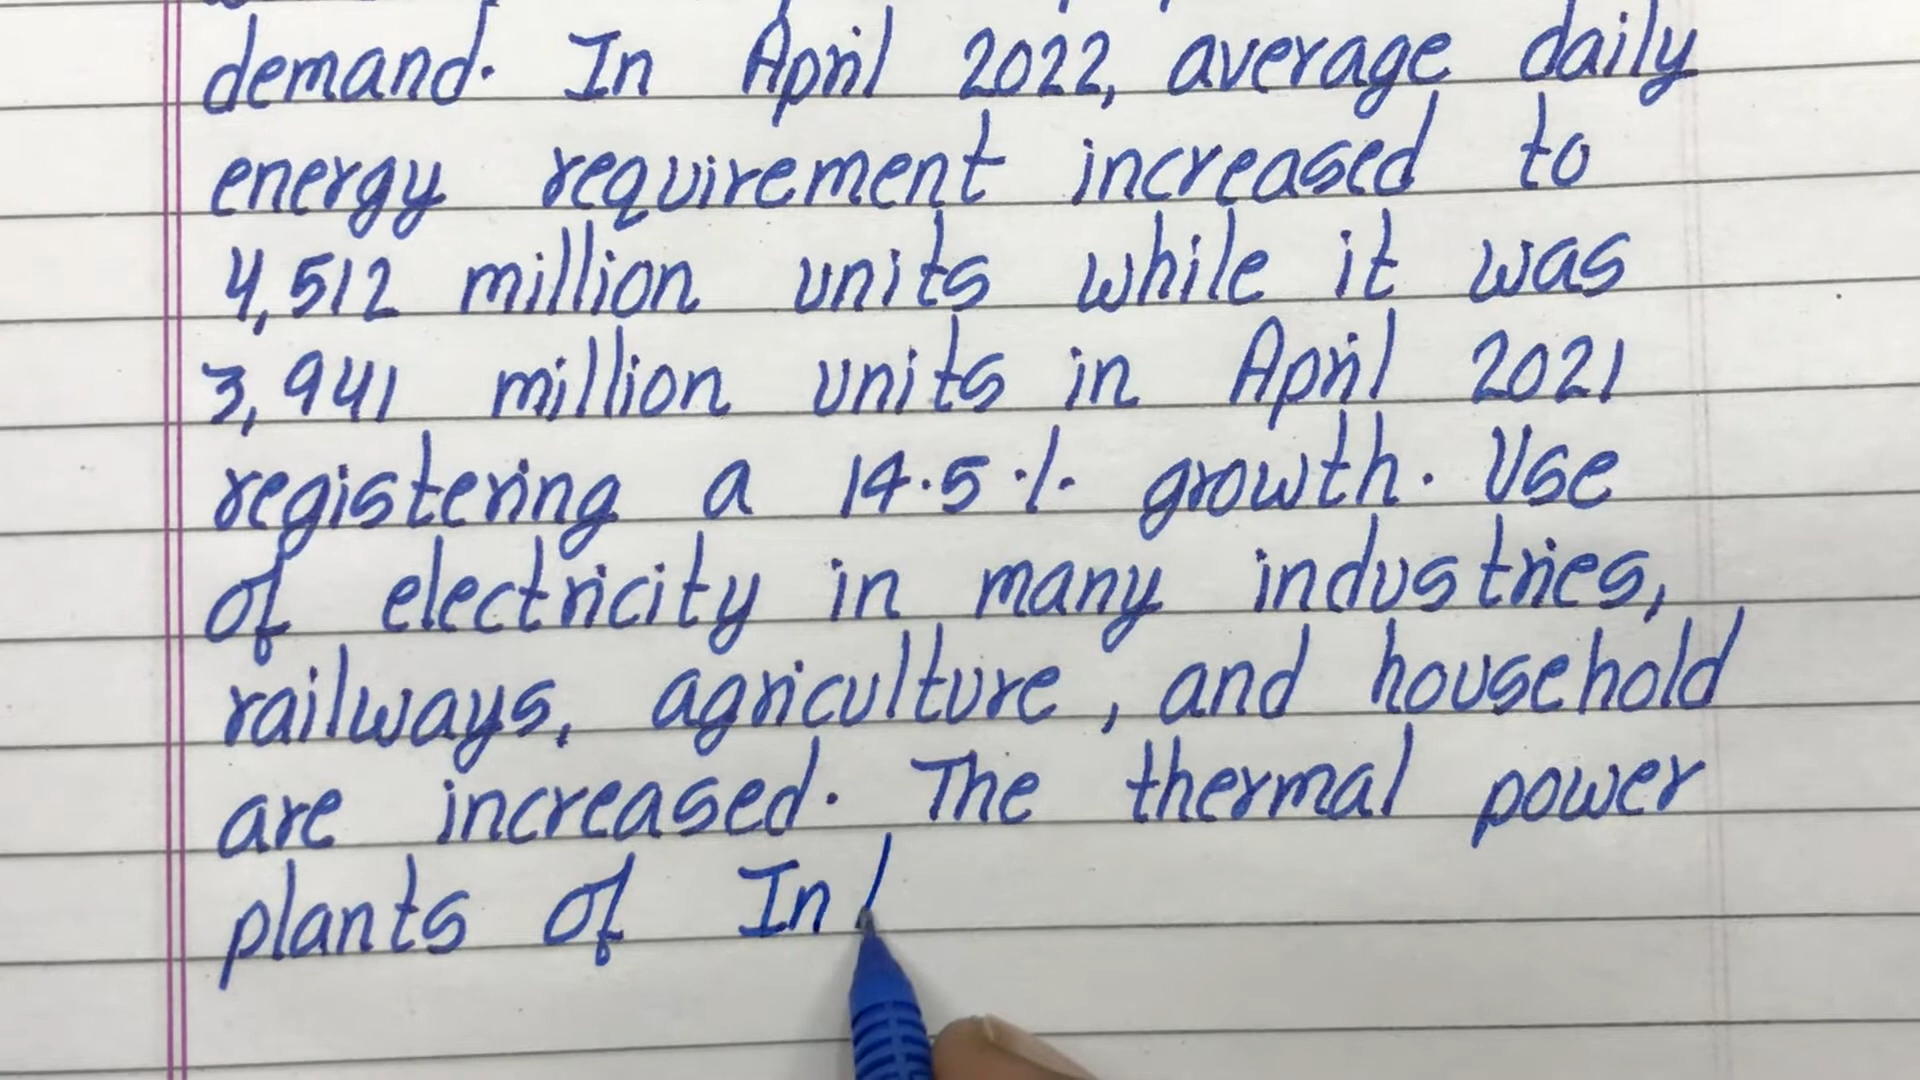 demand. In April 2022, average daily
energy requirement increased to
4,512 million units while it was
3,941 million units in April 2021
registering a 14.5 % growth. Use
of electricity in many industries,
railways, agriculture, and household
are increased. The thermal power
plants of In